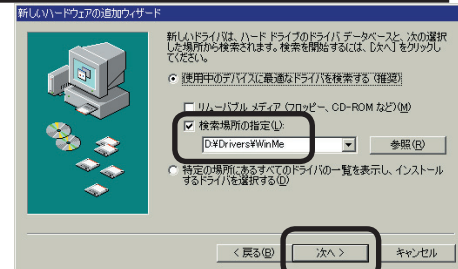 新しいハードウェアの追加ウィザード
新しいドライバは、ハード ドライブのドライバ データベースと、次の選択
した場所から検索されます。検索を開始するには、[次へ] をクリックし
てください。
使用中のデバイスに最適なドライバを検索する (推奨)
リムーバブル メディア (フロッピー、CD-ROM など)(M)
検索場所の指定(L):
D:¥Drivers¥WinMe
参照(R)
特定の場所にあるすべてのドライバの一覧を表示し、インストール
するドライバを選択する(D)
< 戻る(B)
次へ >
キャンセル